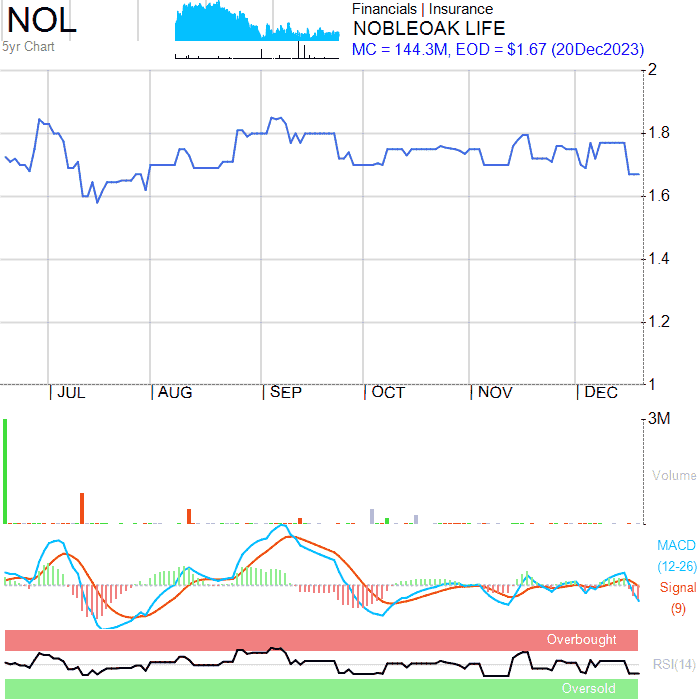 NOL
5yr Chart
Financials | Insurance
NOBLEOAK LIFE
MC = 144.3M, EOD = $1.67 (20Dec2023)
2
1.8
1.6
1.4
1.2
1
JUL
AUG
SEP
OCT
NOV
DEC
3M
Volume
MACD
(12-26)
Signal
(9)
Overbought
RSI(14)
Oversold